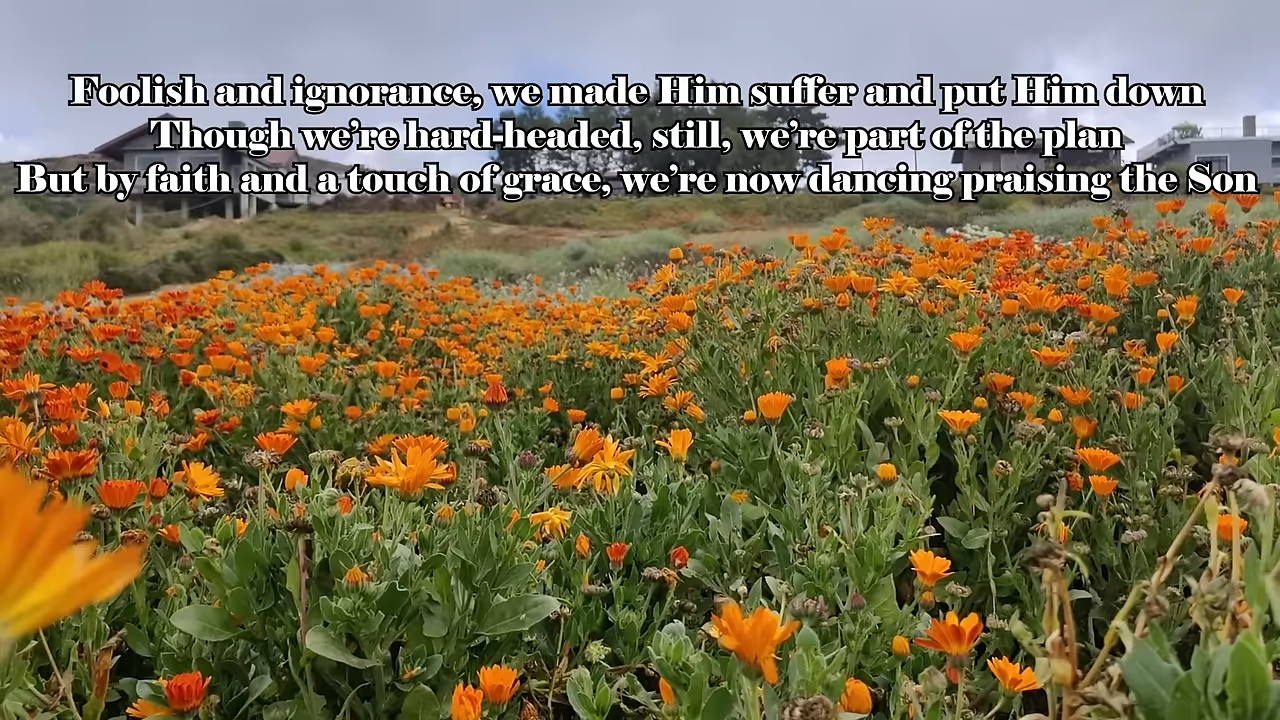 Foolish and ignorance, we made Him suffer and put Him down
Though we're hard-headed, still, we're part of the plan
But by faith and a touch of grace, we're now dancing praising the Son